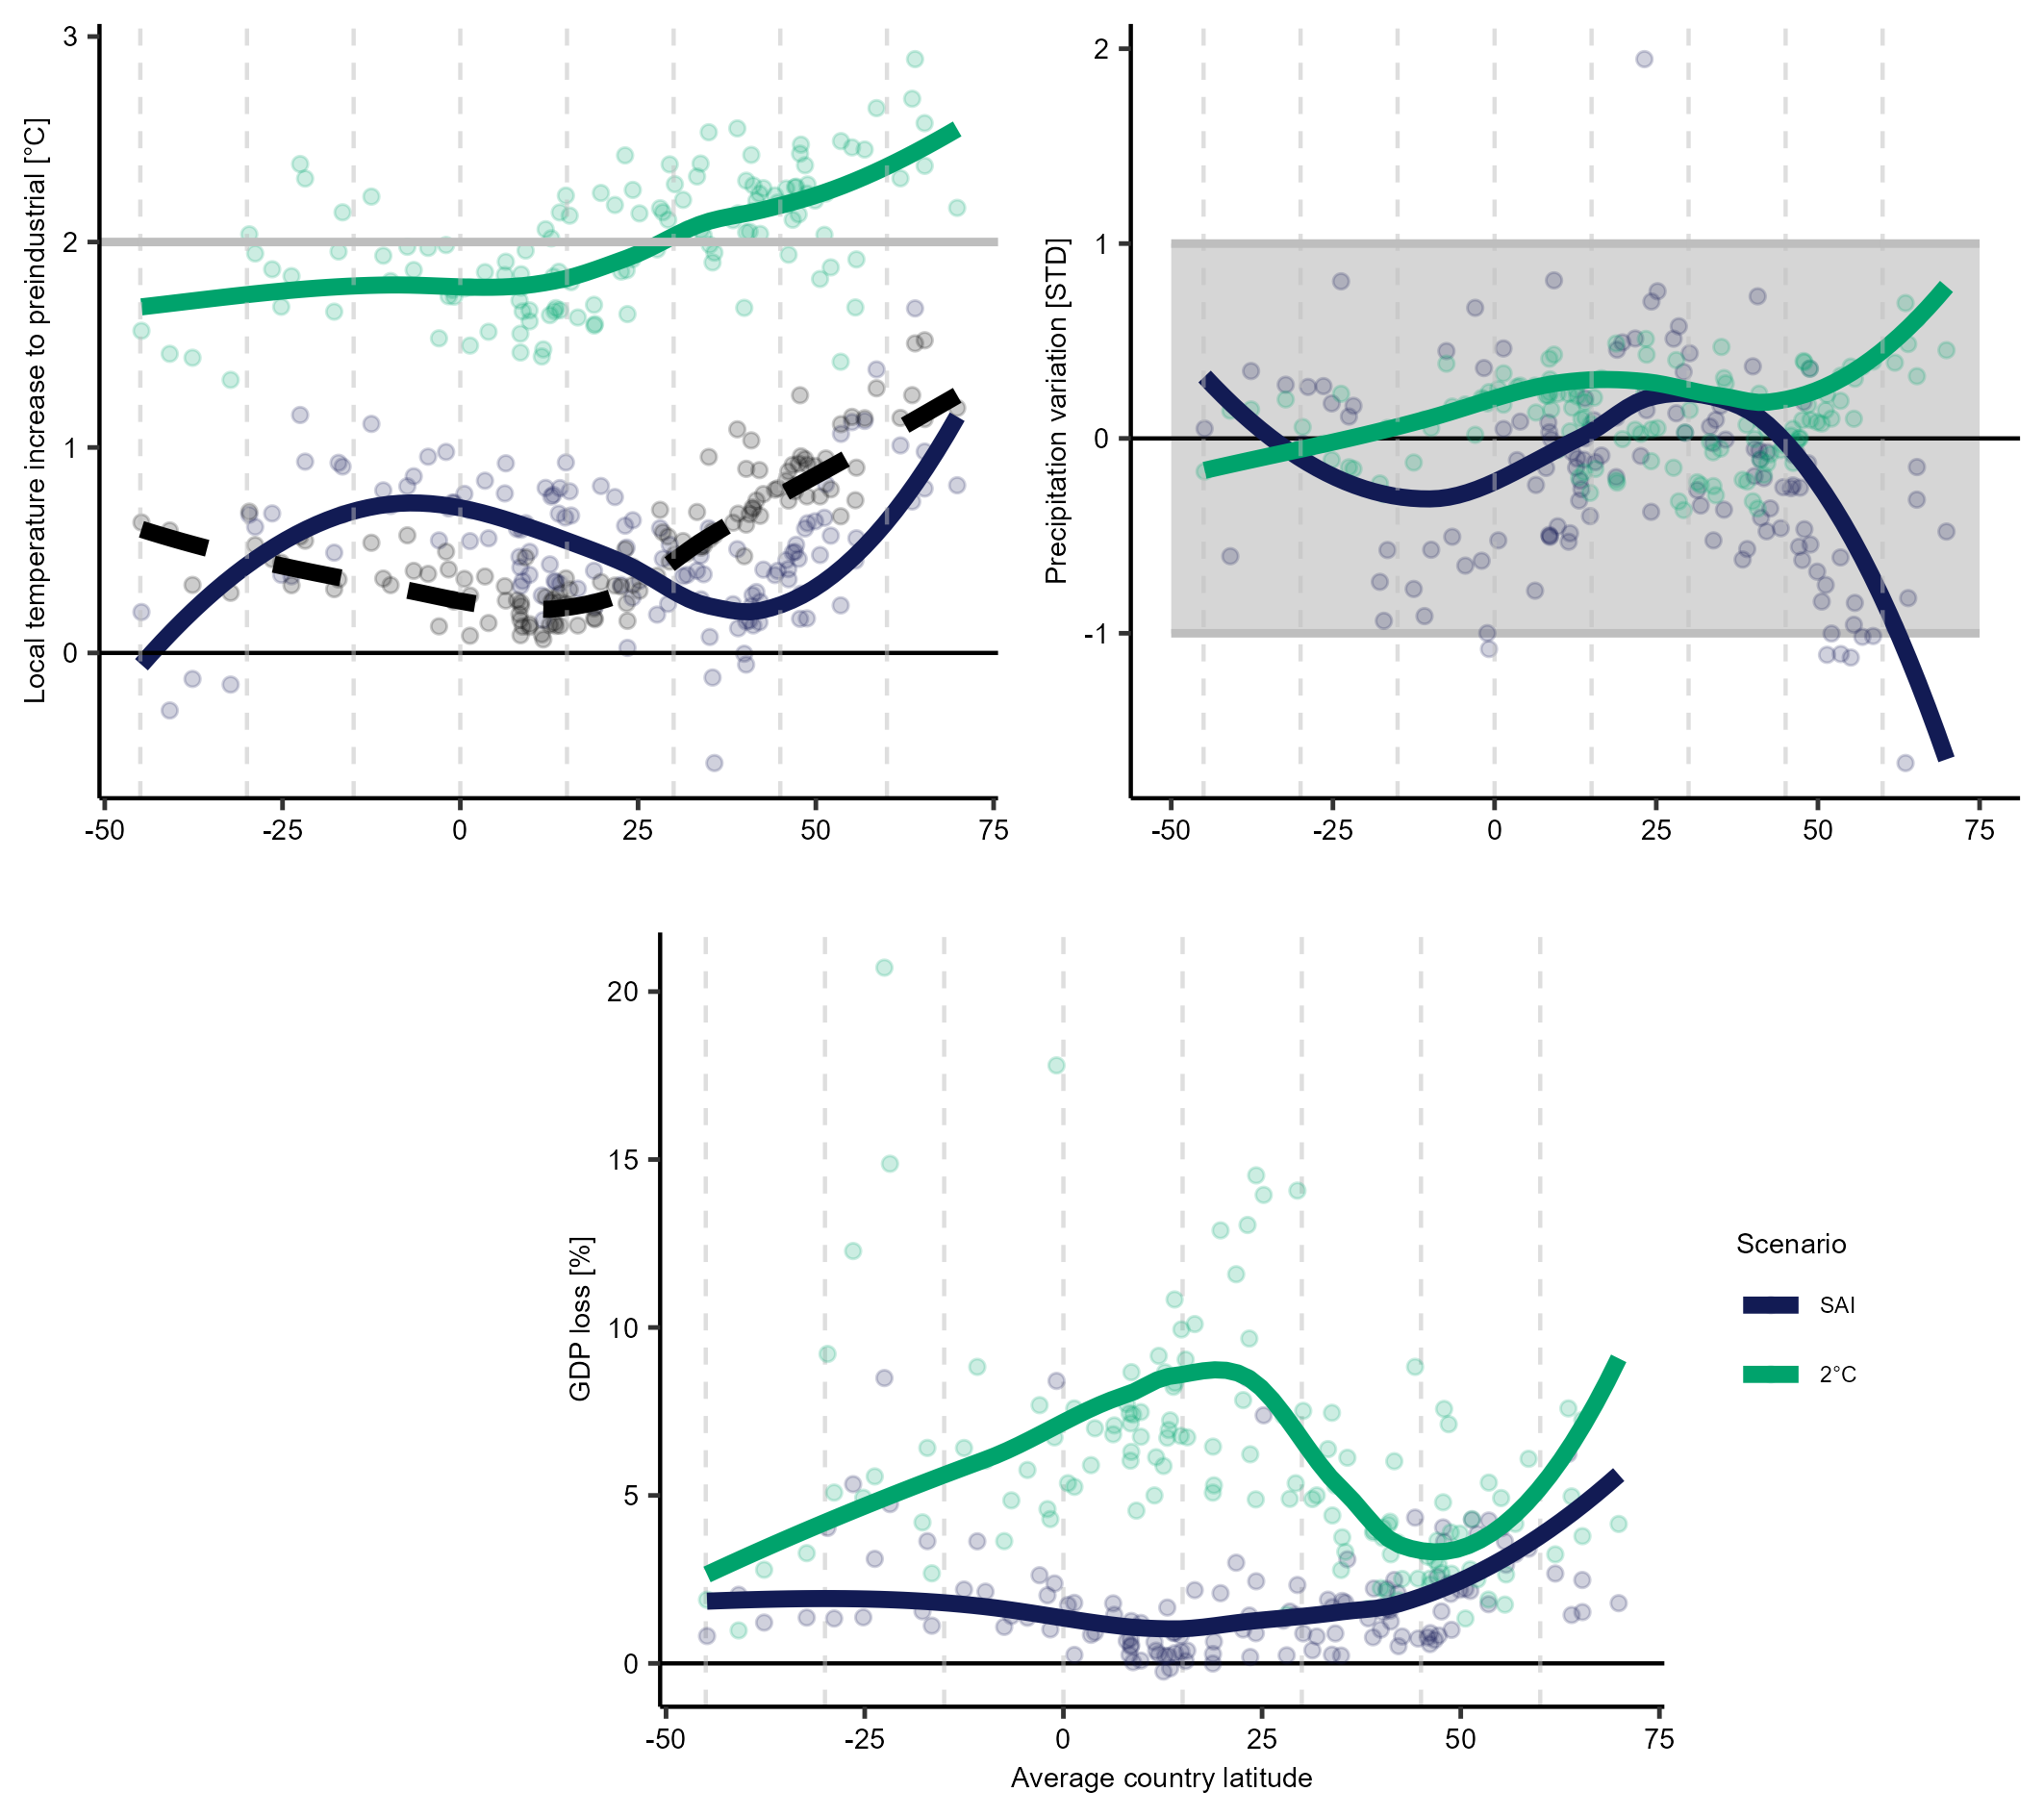 Local temperature increase to preindustrial [°C]
3
2
1
0
-50 -25 0 25 50 75
Precipitation variation [STD]
2
1
0
-1
-50 -25 0 25 50 75
GDP loss [%]
20
15
10
5
0
-50 -25 0 25 50 75
Average country latitude
Scenario
SAI
2°C